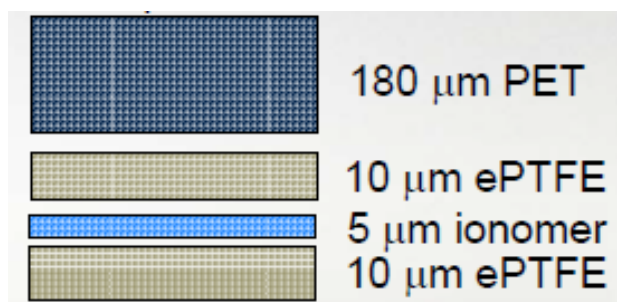 180 μm PET
10 μm ePTFE
5 μm ionomer
10 μm ePTFE